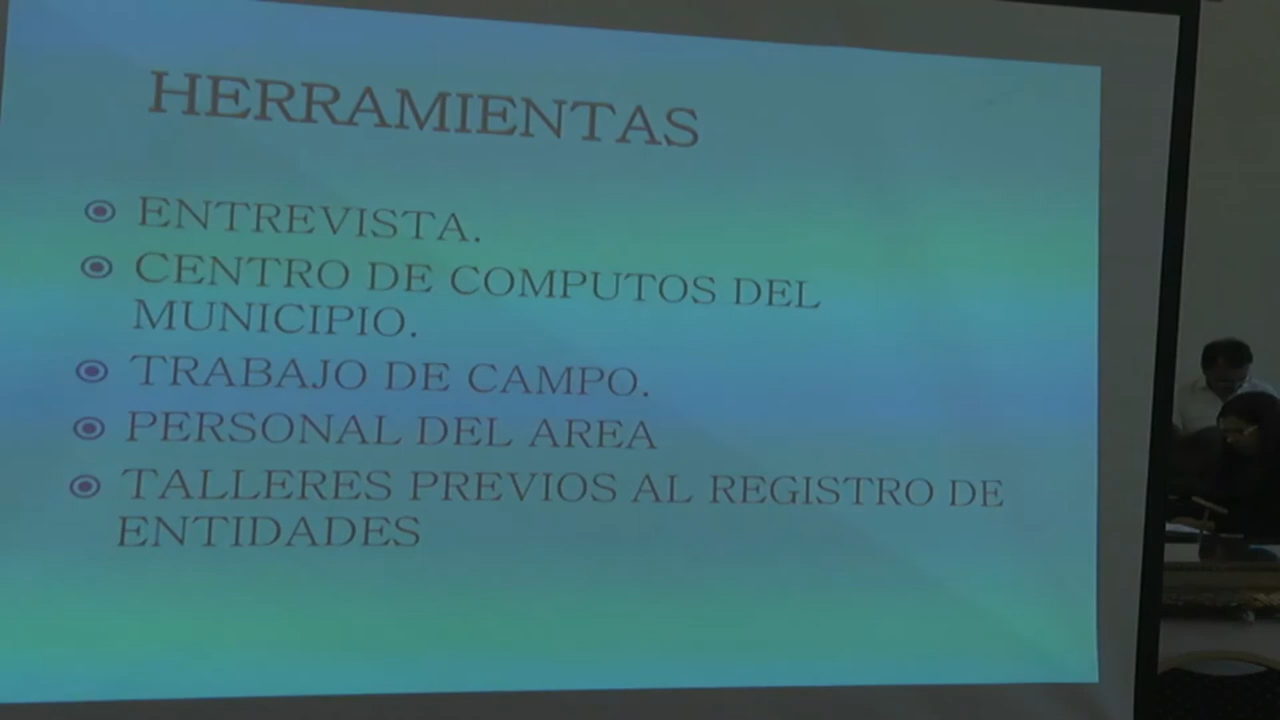 HERRAMIENTAS
ENTREVISTA.
CENTRO DE COMPUTOS DEL
MUNICIPIO.
TRABAJO DE CAMPO.
PERSONAL DEL AREA
TALLERES PREVIOS AL REGISTRO DE
ENTIDADES